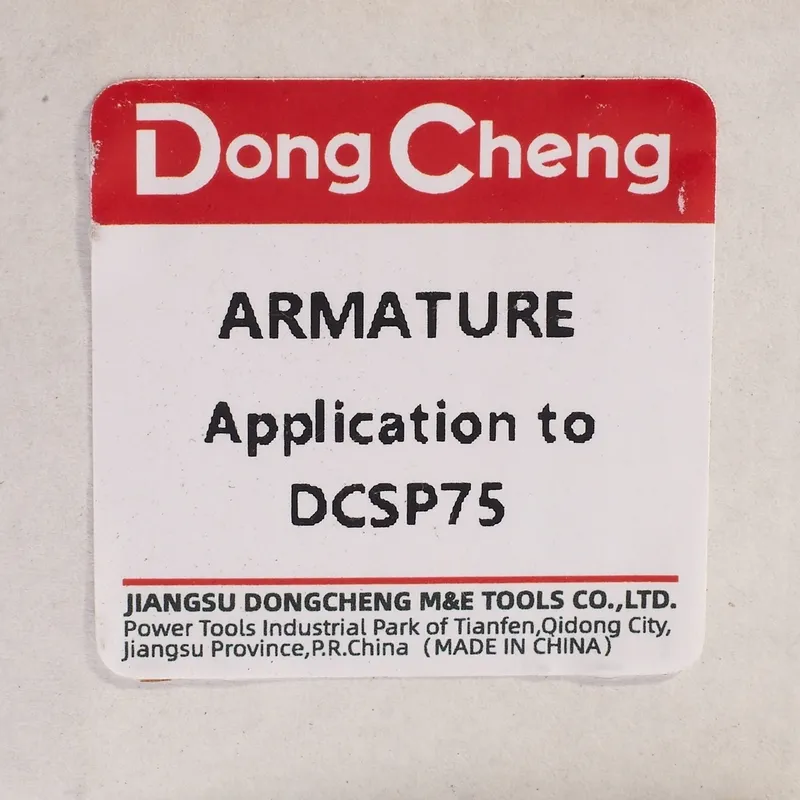 Dong Cheng
ARMATURE
Application to
DCSP75
JIANGSU DONGCHENG M&E TOOLS CO.,LTD.
Power Tools Industrial Park of Tianfen,Qidong City,
Jiangsu Province,P.R.China（MADE IN CHINA）